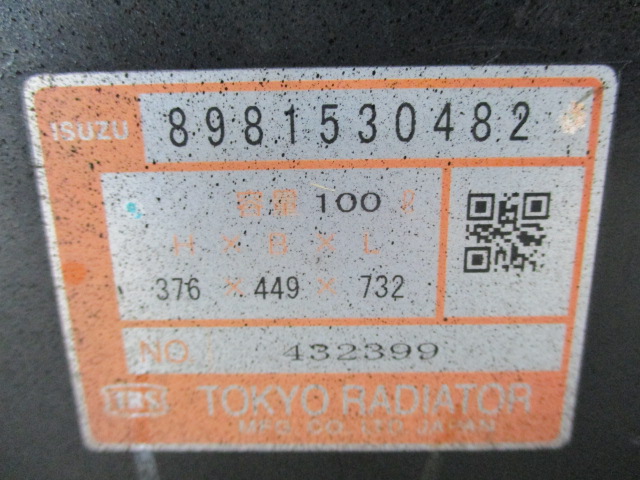 ISUZU 8981530482
容量 100 ℓ
H × B × L
376 × 449 × 732
NO. 432399
TRS TOKYO RADIATOR
MFG. CO., LTD. JAPAN